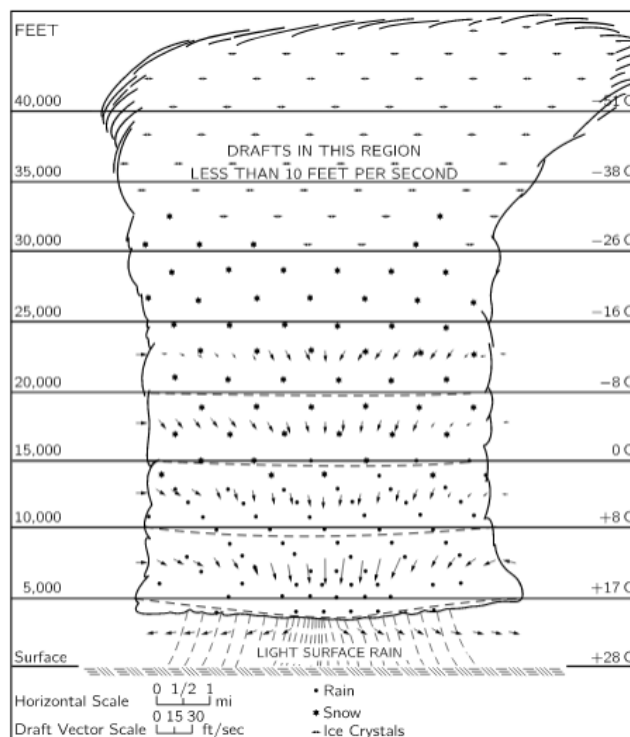 FEET
40,000 −51 C
DRAFTS IN THIS REGION
LESS THAN 10 FEET PER SECOND
35,000 −38 C
30,000 −26 C
25,000 −16 C
20,000 −8 C
15,000 0 C
10,000 +8 C
5,000 +17 C
LIGHT SURFACE RAIN
Surface +28 C
0 1/2 1
Horizontal Scale mi
0 15 30
Draft Vector Scale ft/sec
Rain
Snow
Ice Crystals